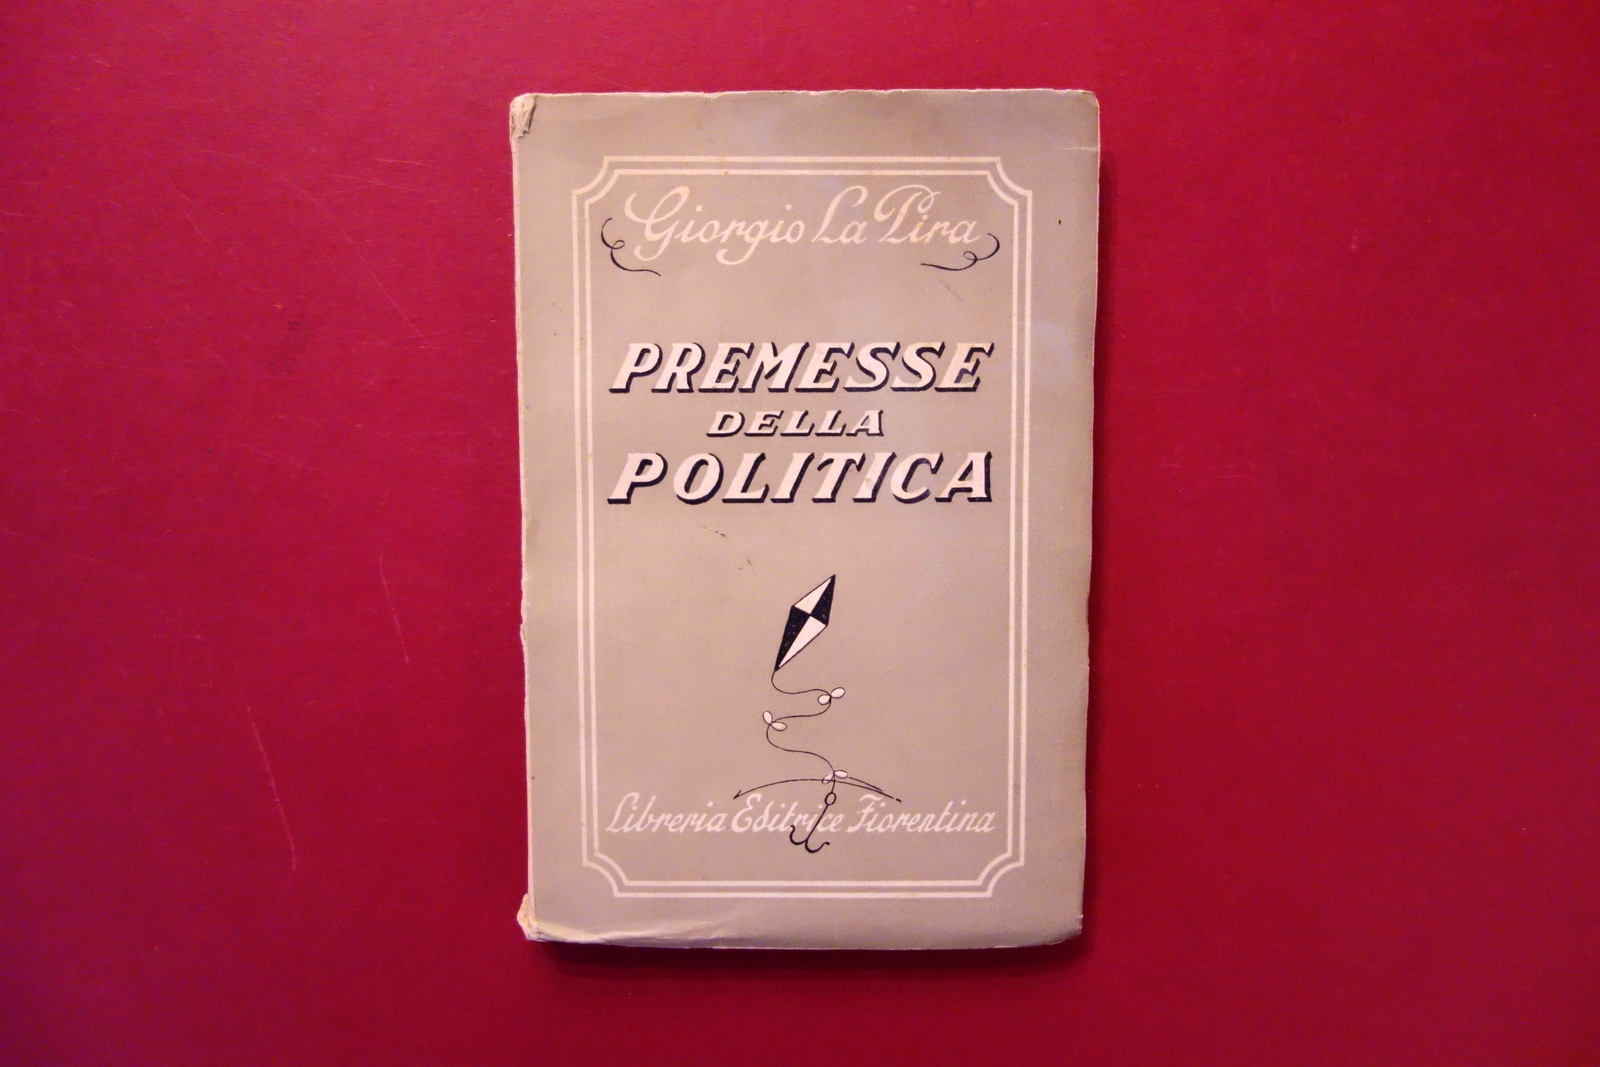 Giorgio La Pira
PREMESSE
DELLA
POLITICA
Libreria Editrice Fiorentina